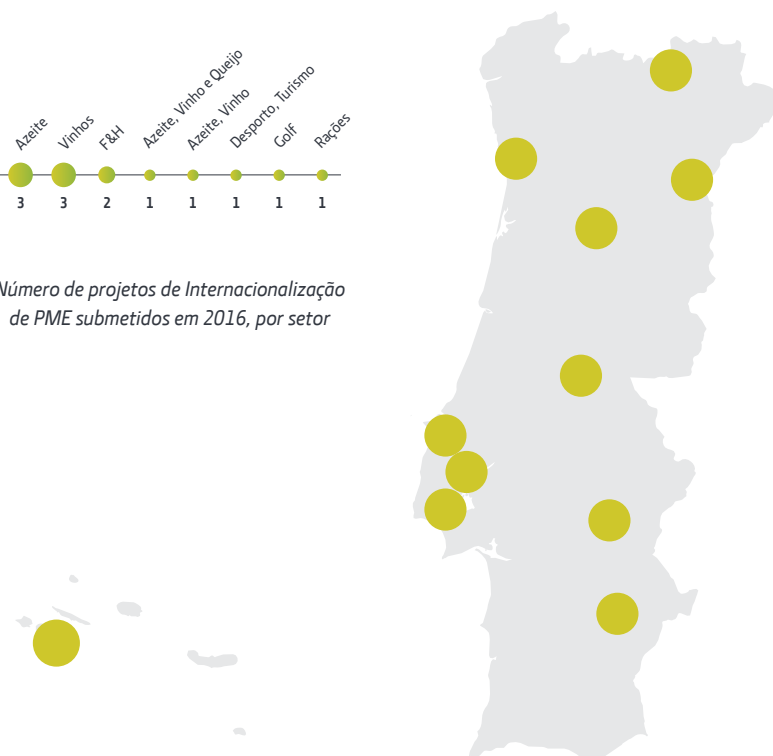 Azeite
Vinhos
F&H
Azeite, Vinho e Queijo
Azeite, Vinho
Desporto, Turismo
Golf
Rações
3 3 2 1 1 1 1 1
Número de projetos de Internacionalização
de PME submetidos em 2016, por setor